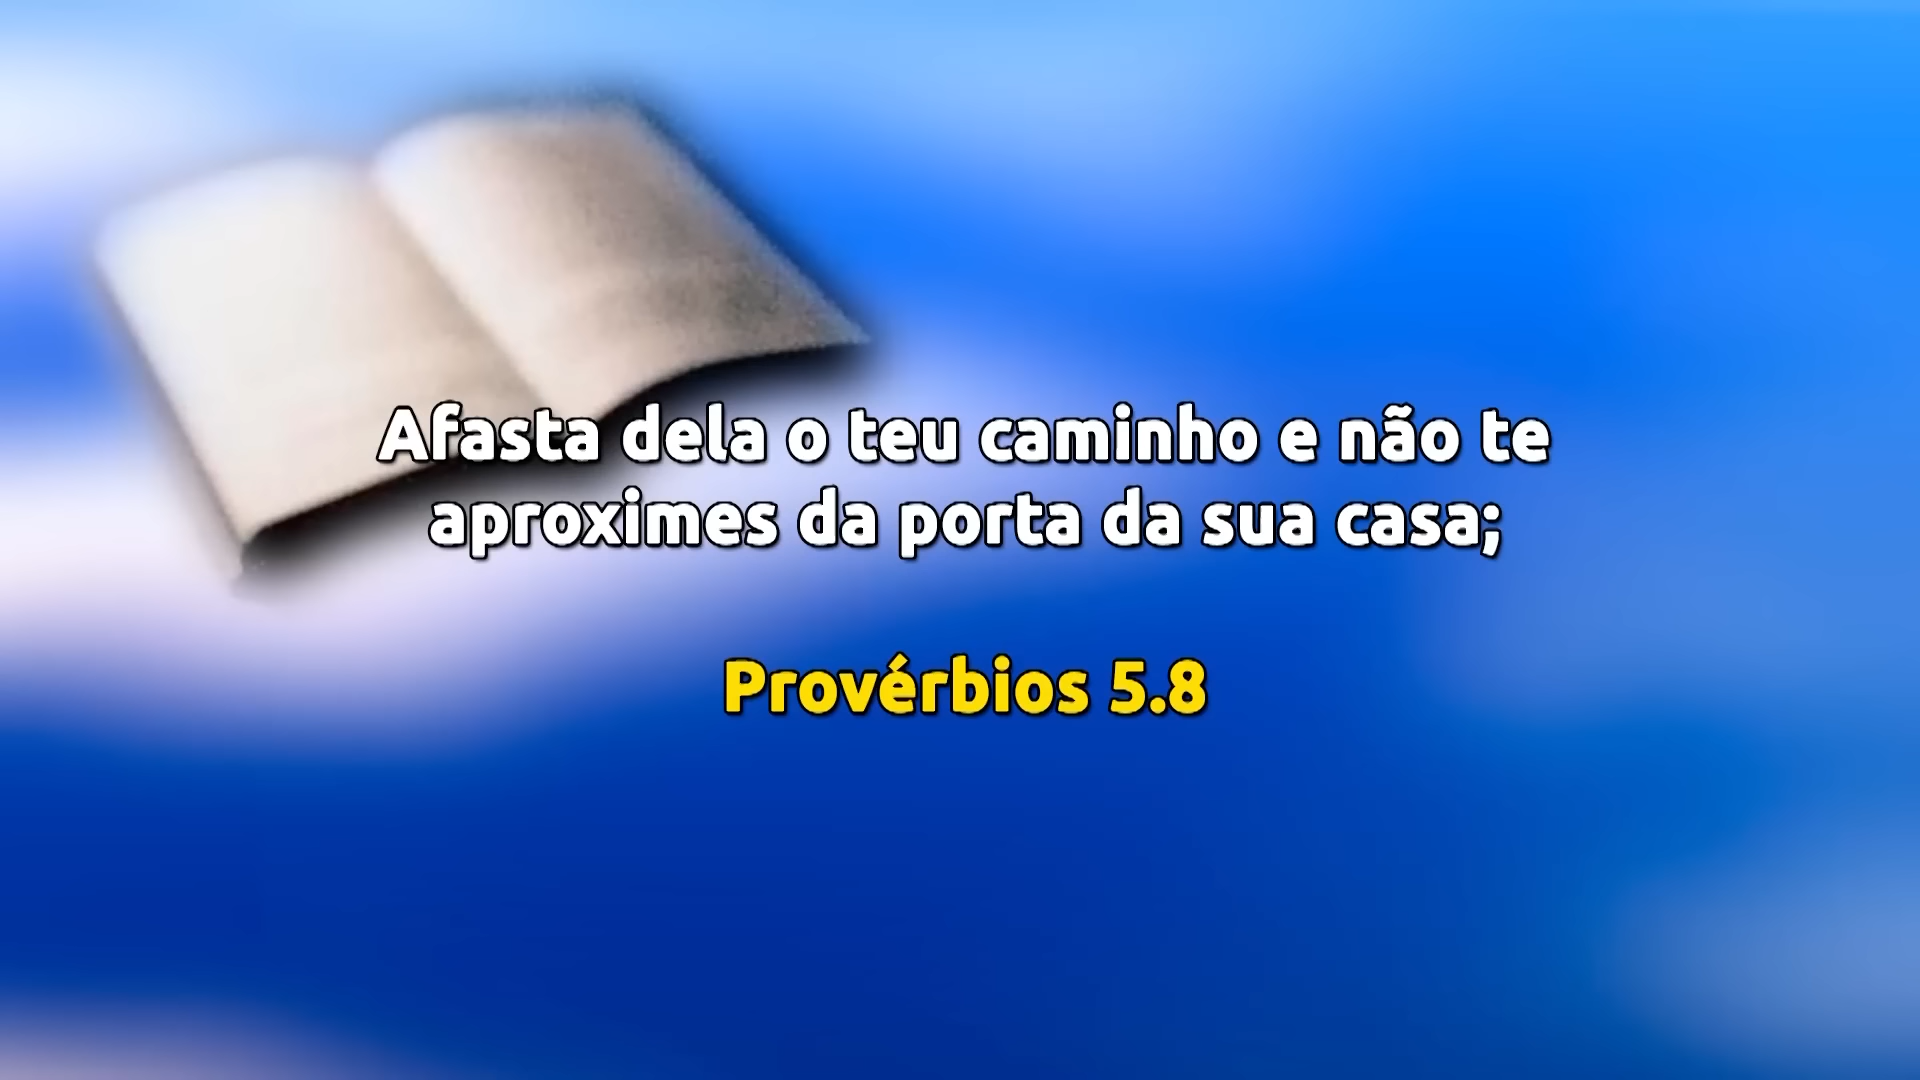 Afasta dela o teu caminho e não te
aproximes da porta da sua casa;
Provérbios 5.8